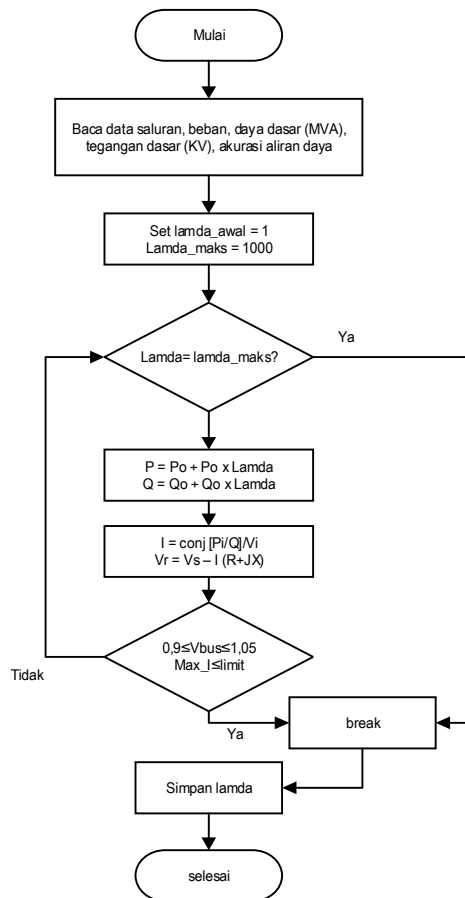 Mulai
Baca data saluran, beban, daya dasar (MVA),
tegangan dasar (KV), akurasi aliran daya
Set lamda_awal = 1
Lamda_maks = 1000
Lamda= lamda_maks?
Ya
P = Po + Po x Lamda
Q = Qo + Qo x Lamda
I = conj [Pi/Q]/Vi
Vr = Vs – I (R+JX)
0,9≤Vbus≤1,05
Max_I≤limit
Tidak
Ya
break
Simpan lamda
selesai